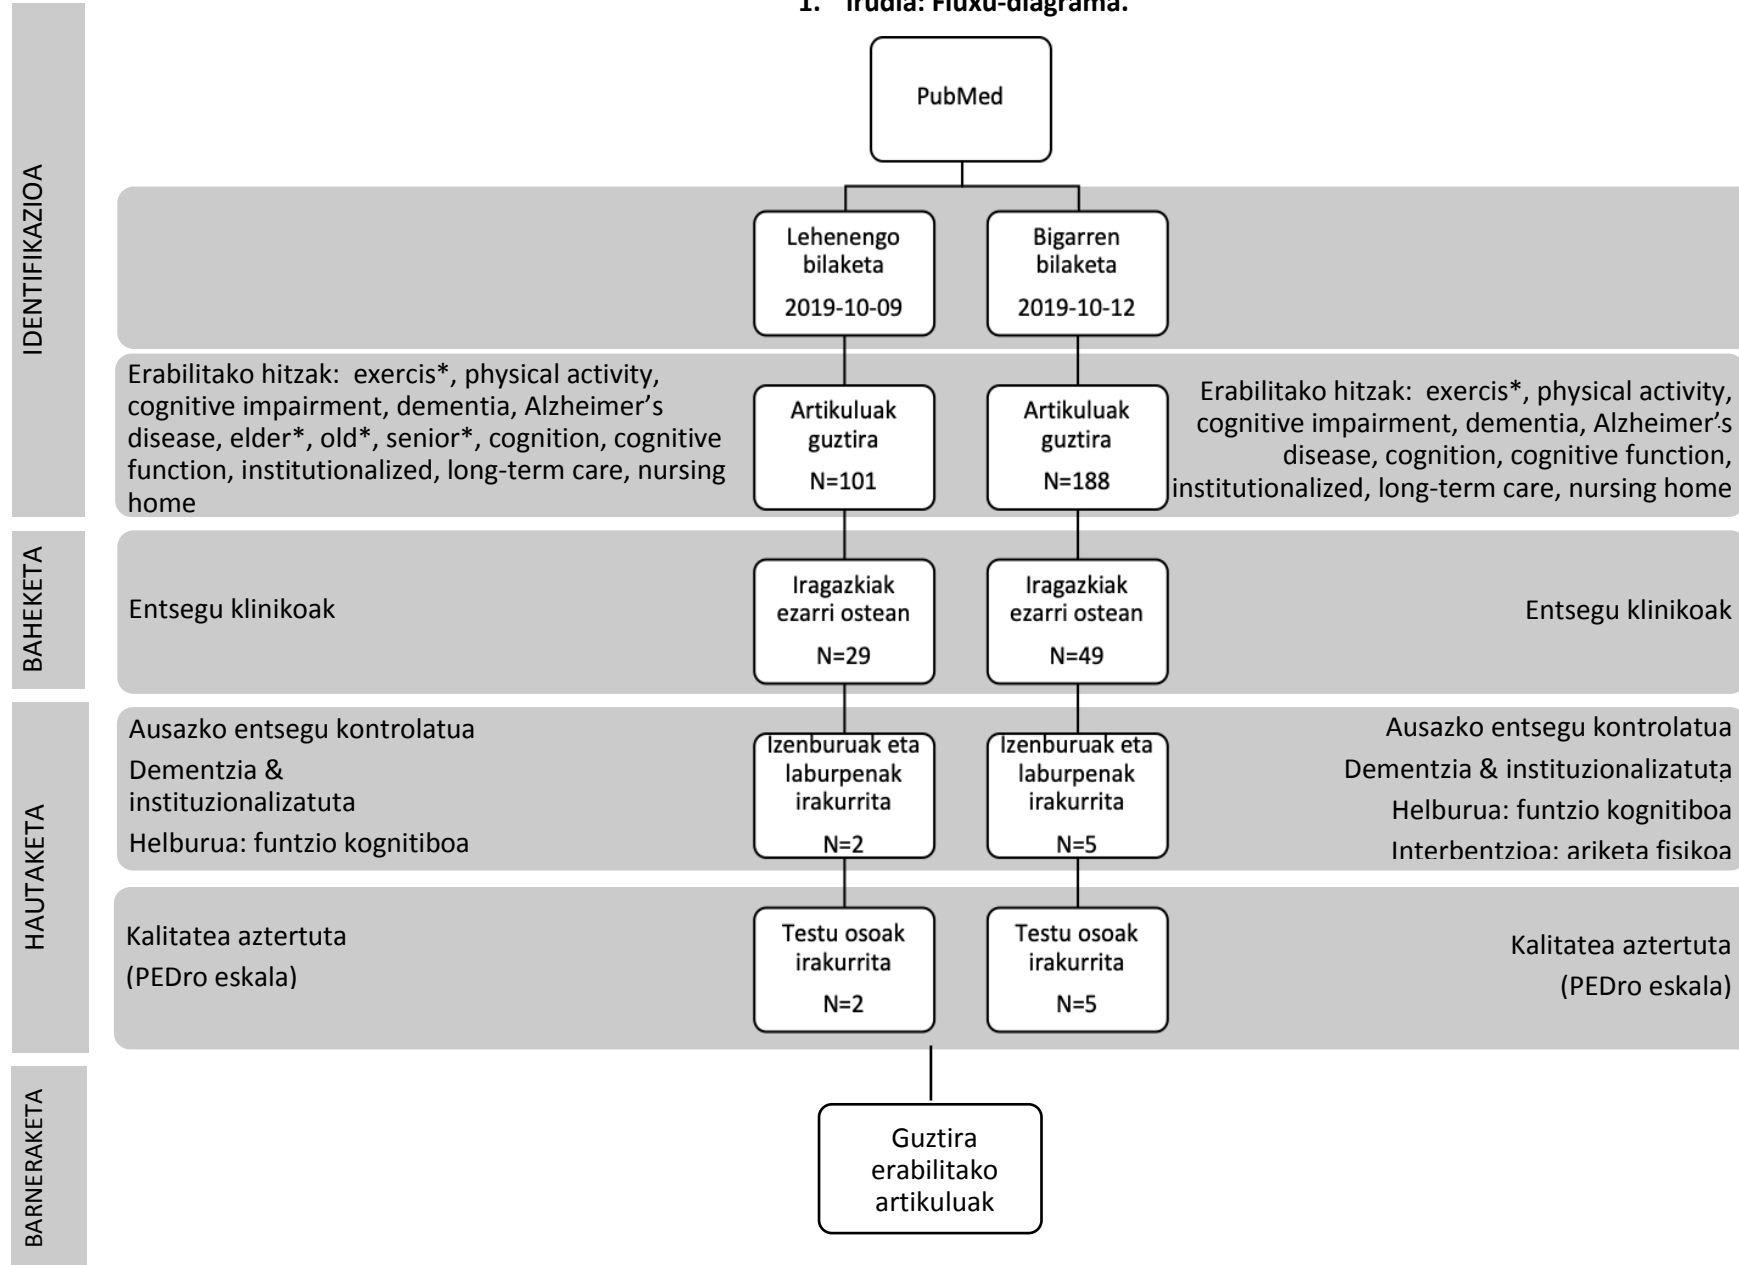 1. Irudia: Fluxu-diagrama.
PubMed
IDENTIFIKAZIOA
Lehenengo
bilaketa
2019-10-09
Bigarren
bilaketa
2019-10-12
Erabilitako hitzak: exercis*, physical activity,
cognitive impairment, dementia, Alzheimer’s
disease, elder*, old*, senior*, cognition, cognitive
function, institutionalized, long-term care, nursing
home
Artikuluak
guztira
N=101
Artikuluak
guztira
N=188
Erabilitako hitzak: exercis*, physical activity,
cognitive impairment, dementia, Alzheimer’s
disease, cognition, cognitive function,
institutionalized, long-term care, nursing home
BAHEKETA
Entsegu klinikoak
Iragazkiak
ezarri ostean
N=29
Iragazkiak
ezarri ostean
N=49
Entsegu klinikoak
HAUTAKETA
Ausazko entsegu kontrolatua
Dementzia &
instituzionalizatuta
Helburua: funtzio kognitiboa
Izenburuak eta
laburpenak
irakurrita
N=2
Izenburuak eta
laburpenak
irakurrita
N=5
Ausazko entsegu kontrolatua
Dementzia & instituzionalizatuta
Helburua: funtzio kognitiboa
Interbentzioa: ariketa fisikoa
Kalitatea aztertuta
(PEDro eskala)
Testu osoak
irakurrita
N=2
Testu osoak
irakurrita
N=5
Kalitatea aztertuta
(PEDro eskala)
BARNERAKETA
Guztira
erabilitako
artikuluak